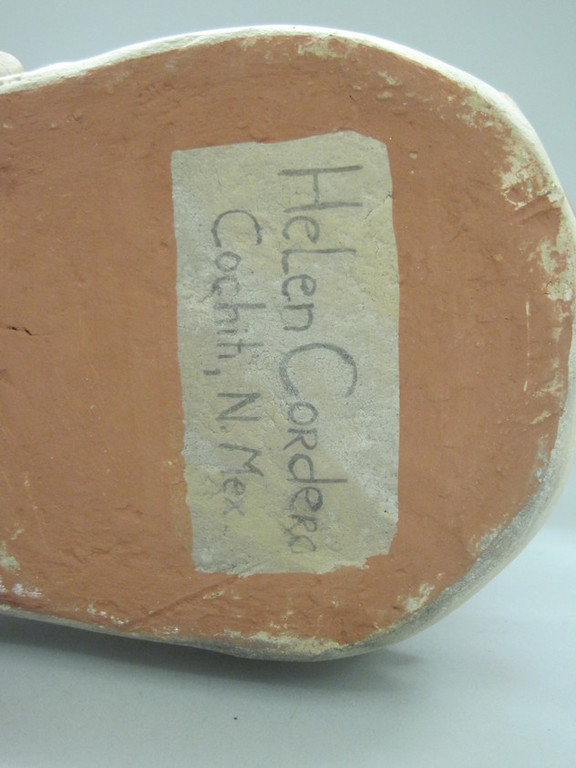 Helen Cordero
Cochiti, N. Mex.